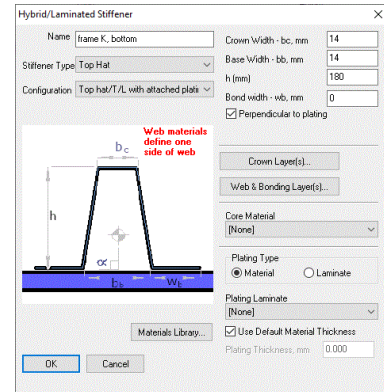 Hybrid/Laminated Stiffener
Name frame K, bottom
Stiffener Type Top Hat
Configuration Top hat/T/L with attached plati
Crown Width - bc, mm 14
Base Width - bb, mm 14
h (mm) 180
Bond width - wb, mm 0
Perpendicular to plating
Web materials
define one
side of web
bc
h
α
bb
wb
Crown Layer(s)...
Web & Bonding Layer(s)...
Core Material
[None]
Plating Type
Material Laminate
Plating Laminate
[None]
Use Default Material Thickness
Plating Thickness, mm 0.000
Materials Library...
OK Cancel